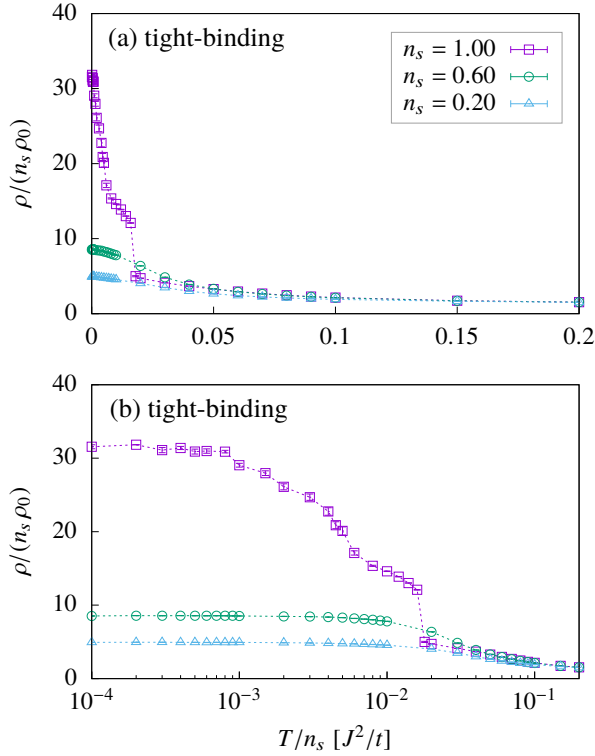 40
(a) tight-binding
n_s = 1.00
n_s = 0.60
n_s = 0.20
30
20
10
0
ρ/(n_s ρ_0)
0 0.05 0.1 0.15 0.2
40
(b) tight-binding
30
20
10
0
ρ/(n_s ρ_0)
10^{-4} 10^{-3} 10^{-2} 10^{-1}
T/n_s [J^2/t]